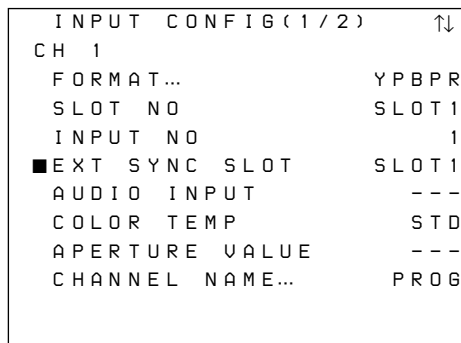 INPUT CONFIG(1/2) ↑↓
CH 1
FORMAT… YPBPR
SLOT NO SLOT1
INPUT NO 1
■EXT SYNC SLOT SLOT1
AUDIO INPUT ---
COLOR TEMP STD
APERTURE VALUE ---
CHANNEL NAME… PROG